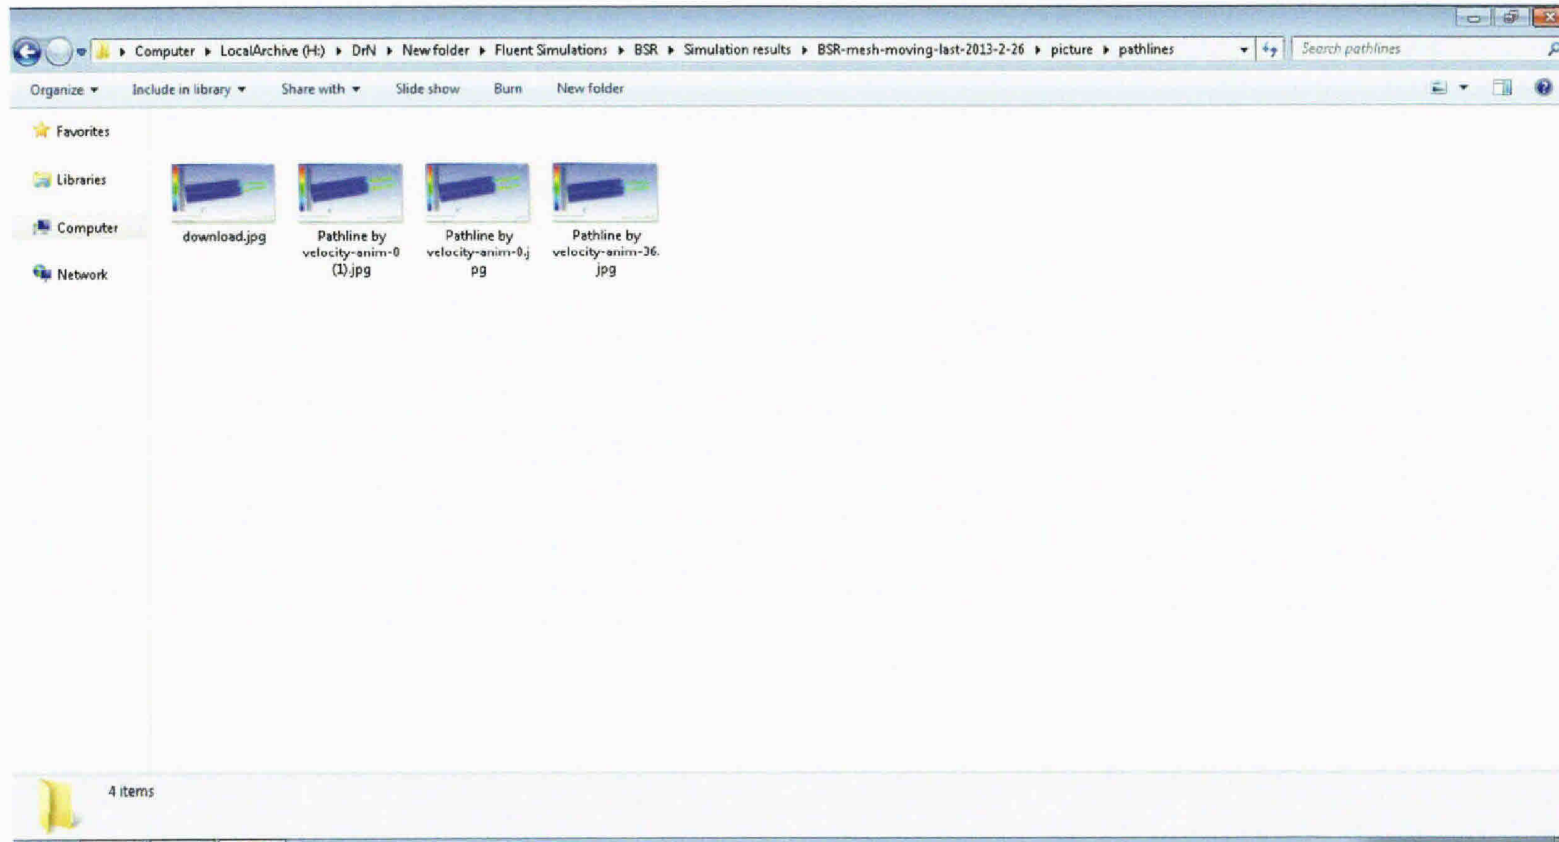 Computer ▸ LocalArchive (H:) ▸ DrN ▸ New folder ▸ Fluent Simulations ▸ BSR ▸ Simulation results ▸ BSR-mesh-moving-last-2013-2-26 ▸ picture ▸ pathlines
Search pathlines
Organize ▾ Include in library ▾ Share with ▾ Slide show Burn New folder
Favorites
Libraries
Computer
Network
download.jpg
Pathline by
velocity-anim-0
(1).jpg
Pathline by
velocity-anim-0.j
pg
Pathline by
velocity-anim-36.
jpg
4 items